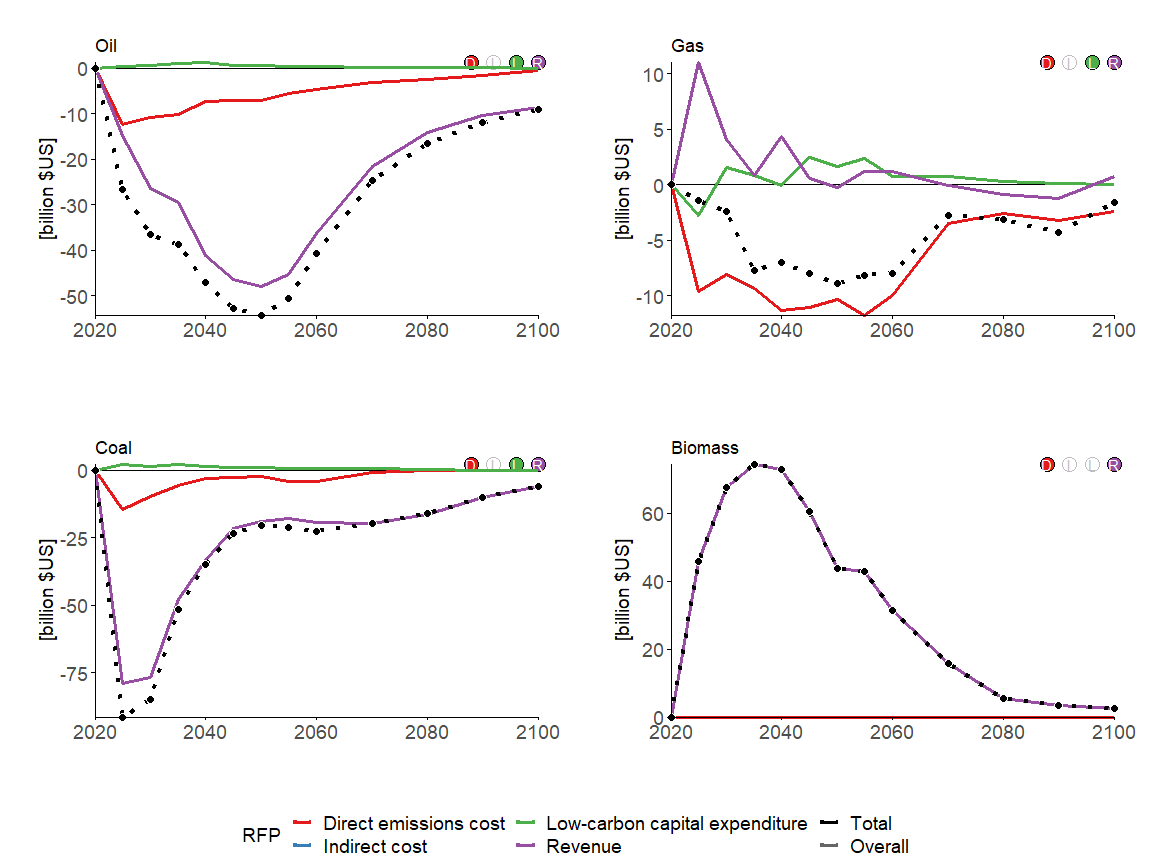 Oil
Gas
D I L R
D I L R
0
-10
-20
-30
-40
-50
[billion $US]
2020 2040 2060 2080 2100
10
5
0
-5
-10
[billion $US]
2020 2040 2060 2080 2100
Coal
Biomass
D I L R
D I L R
0
-25
-50
-75
[billion $US]
2020 2040 2060 2080 2100
60
40
20
0
[billion $US]
2020 2040 2060 2080 2100
RFP
Direct emissions cost Low-carbon capital expenditure Total
Indirect cost Revenue Overall